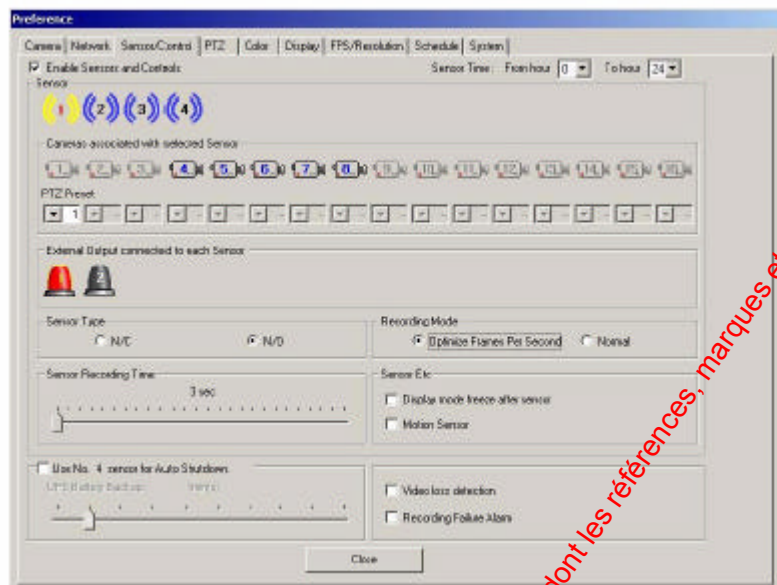 Preference
Camera Network Sensor/Control PTZ Color Display FPS/Resolution Schedule System
Enable Sensors and Controls Sensor Time: From hour 0 To hour 24
Sensor
1 2 3 4
Cameras associated with selected Sensor
1 2 3 4 5 6 7 8 9 10 11 12 13 14 15 16
PTZ Preset
1 - - - - - - - - - - - - - - -
External Output connected to each Sensor
2
Sensor Type Recording Mode
N/C N/O Optimize Frames Per Second Normal
Sensor Recording Time Sensor Etc
3 sec
Display mode freeze after sensor
Motion Sensor
Use No. 4 sensor for Auto Shutdown
UPS Battery Backup
Video loss detection
Recording Failure Alarm
Close
dont les références, marques et